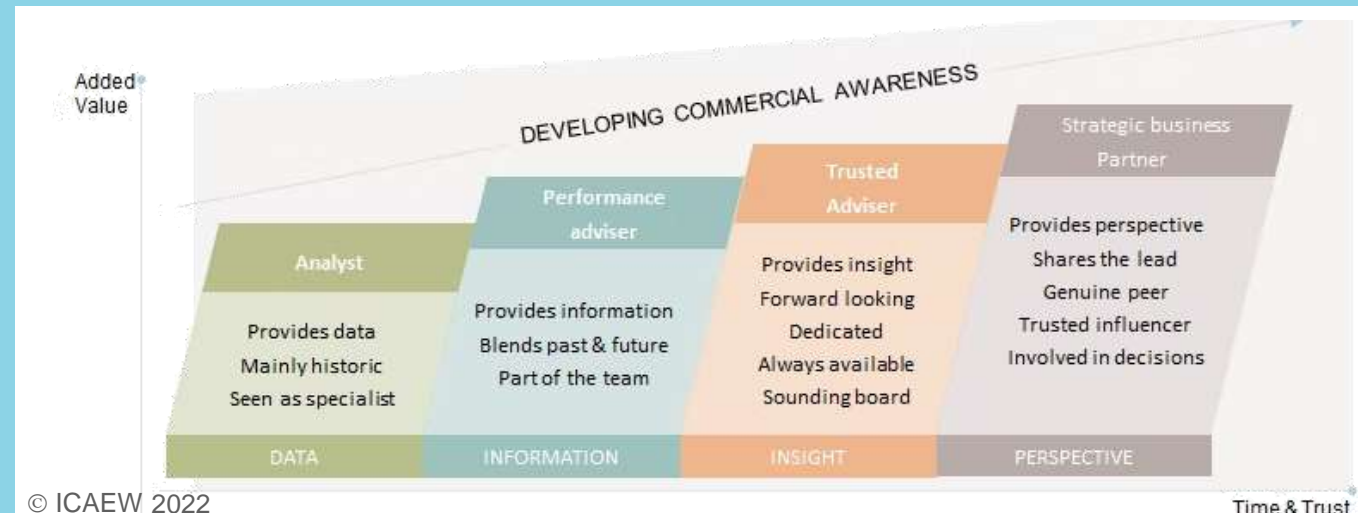 Added
Value
DEVELOPING COMMERCIAL AWARENESS
Analyst
Provides data
Mainly historic
Seen as specialist
DATA
Performance
adviser
Provides information
Blends past & future
Part of the team
INFORMATION
Trusted
Adviser
Provides insight
Forward looking
Dedicated
Always available
Sounding board
INSIGHT
Strategic business
Partner
Provides perspective
Shares the lead
Genuine peer
Trusted influencer
Involved in decisions
PERSPECTIVE
© ICAEW 2022
Time & Trust